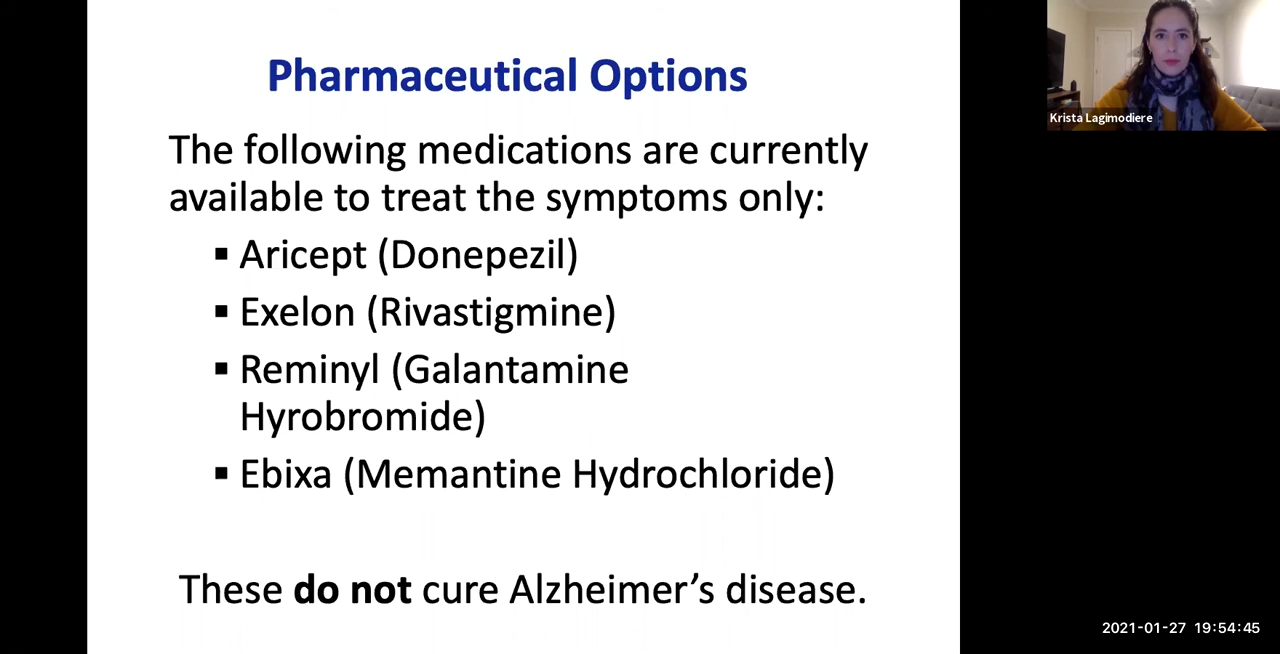 Pharmaceutical Options
The following medications are currently
available to treat the symptoms only:
▪ Aricept (Donepezil)
▪ Exelon (Rivastigmine)
▪ Reminyl (Galantamine
Hyrobromide)
▪ Ebixa (Memantine Hydrochloride)
These do not cure Alzheimer’s disease.
Krista Lagimodiere
2021-01-27 19:54:45